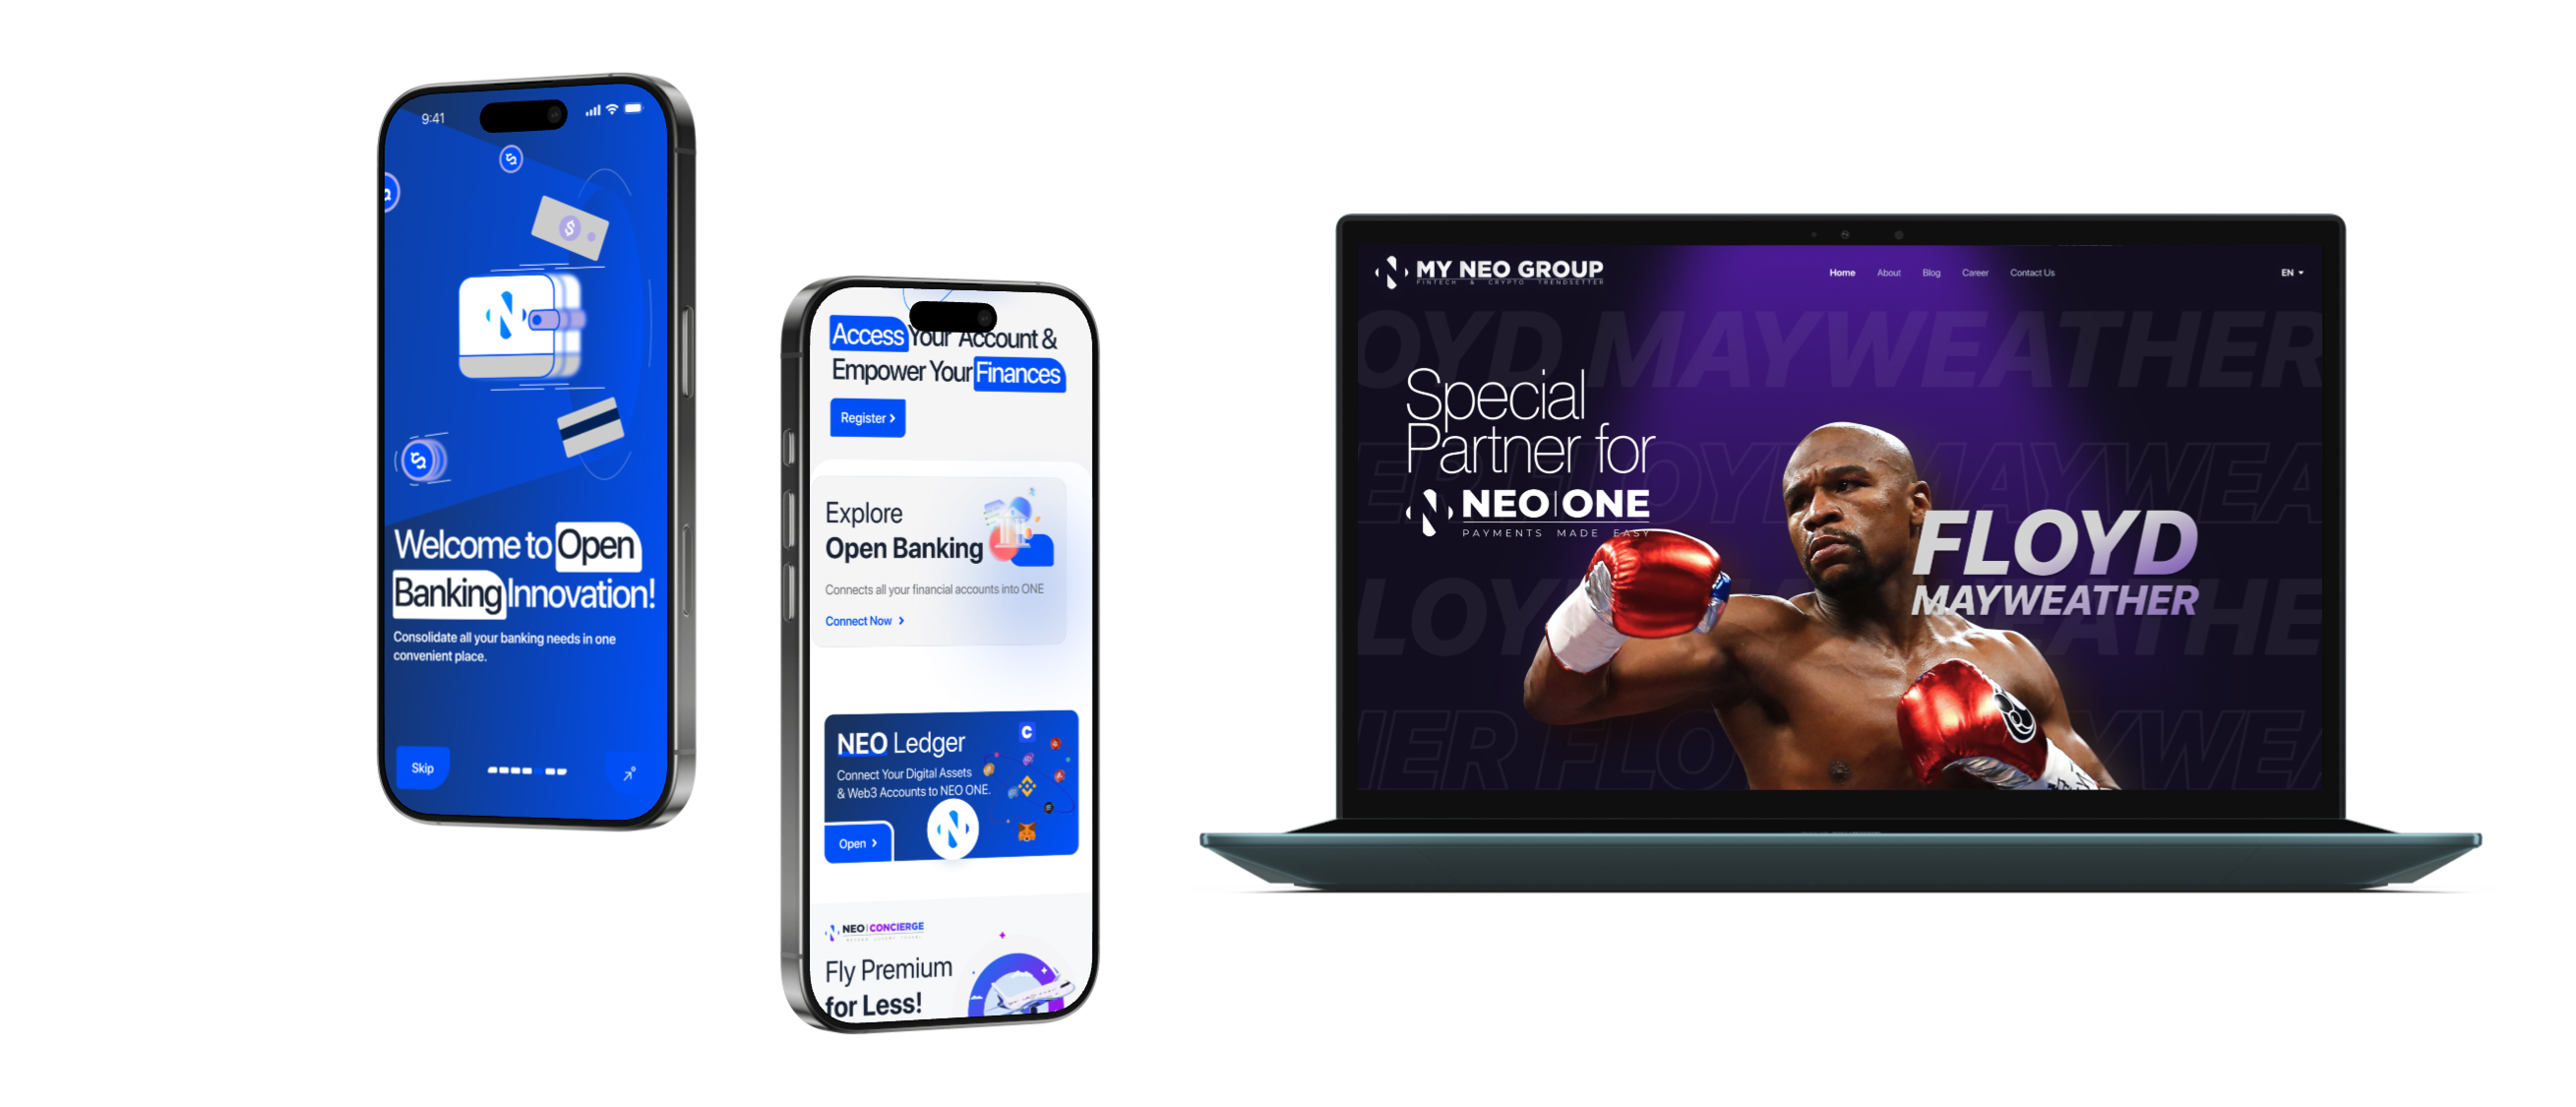 9:41
Welcome to Open
Banking Innovation!
Consolidate all your banking needs in one
convenient place.
Skip
Access Your Account &
Empower Your Finances
Register
Explore
Open Banking
Connects all your financial accounts into ONE
Connect Now
NEO Ledger
Connect Your Digital Assets
& Web3 Accounts to NEO ONE.
Open
NEO CONCIERGE
Fly Premium
for Less!
MY NEO GROUP
FINTECH & CRYPTO TRENDSETTER
Home About Blog Career Contact Us
EN
OYD MAYWEATHER
Special
Partner for
NEO|ONE
PAYMENTS MADE EASY
FLOYD
MAYWEATHER